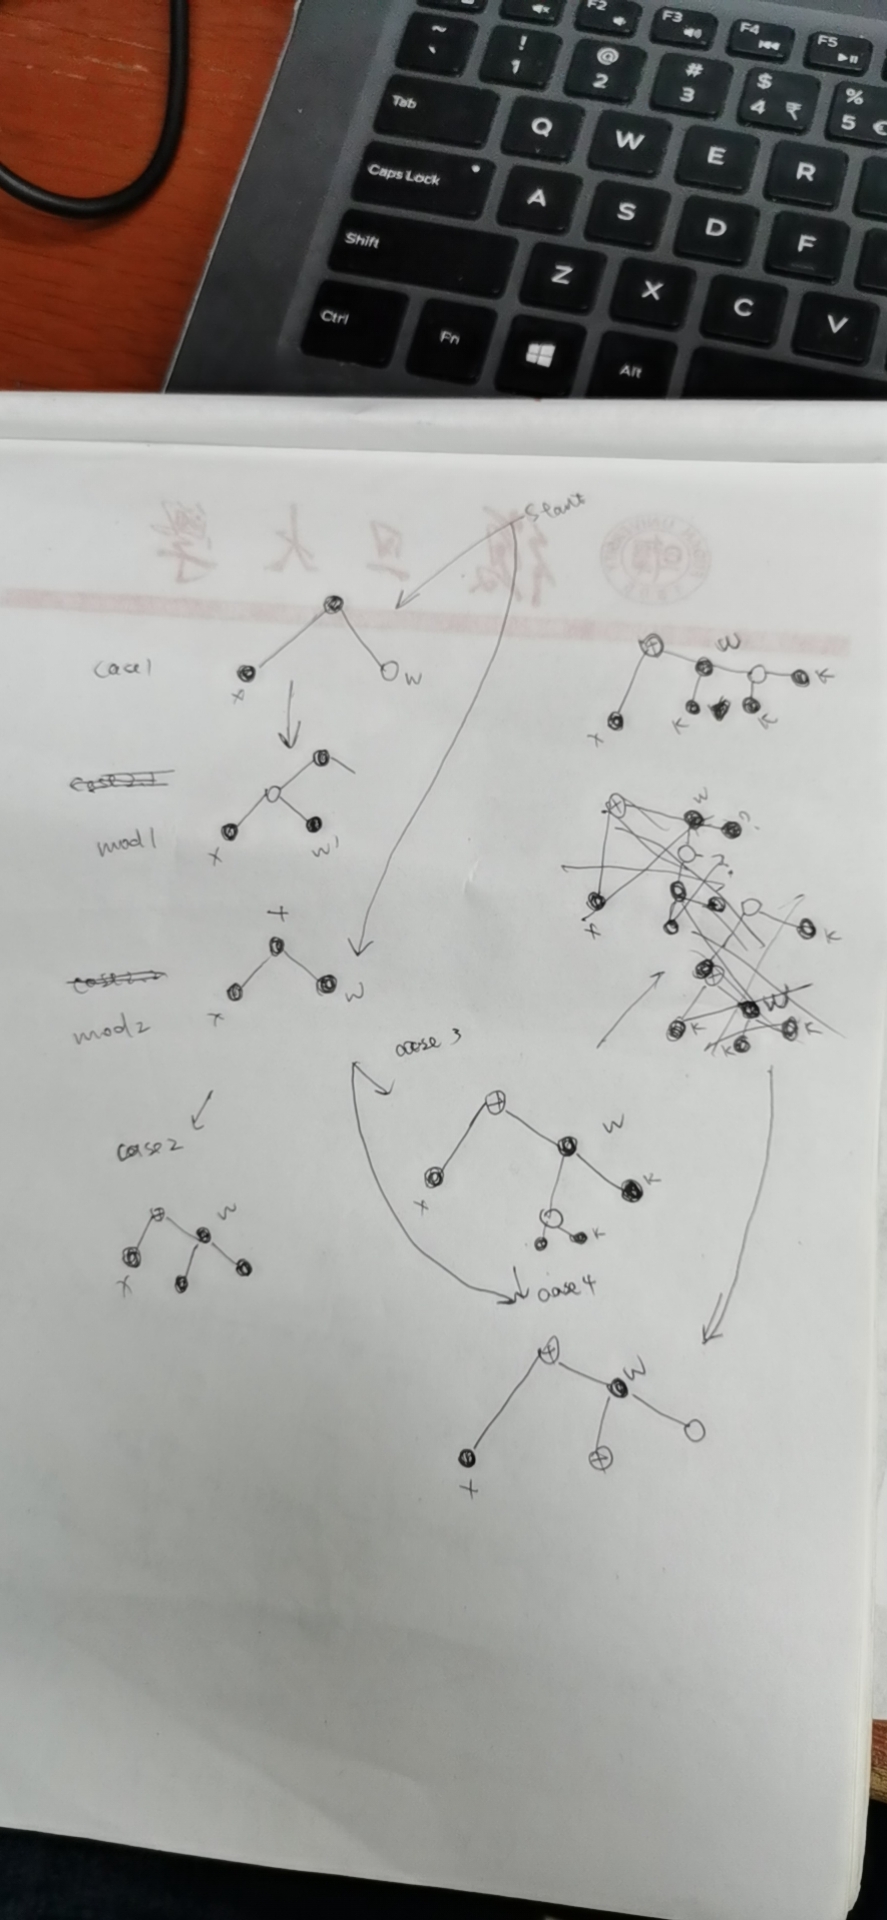 F2
F3
F4
F5
~ ! @ # $ %
` 1 2 3 4 ₹ 5 €
Tab Q W E R
Caps Lock A S D F
Shift Z X C V
Ctrl Fn Alt
start
case1
x
w
w
x
K
K
K
mod1
x
w'
w
?
?
x
K
w
K
K
K
mod2
x
w
case 3
w
x
K
K
case2
w
x
case 4
w
x